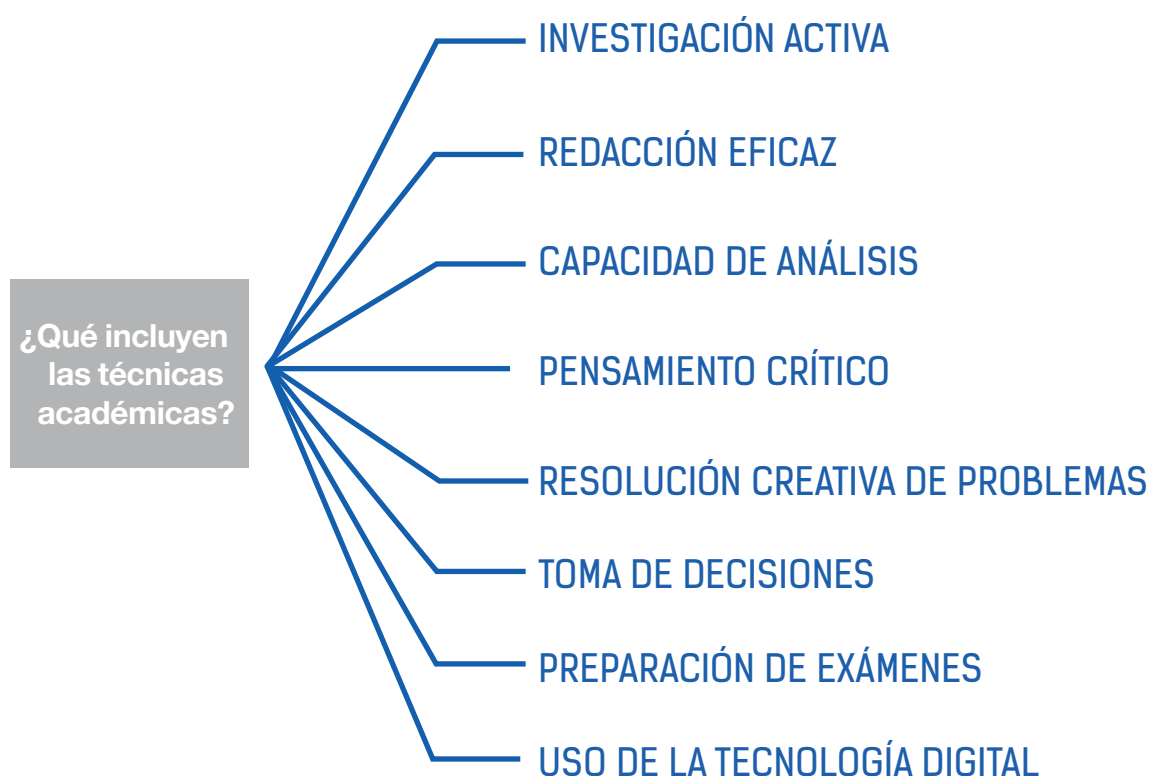 ¿Qué incluyen
las técnicas
académicas?
INVESTIGACIÓN ACTIVA
REDACCIÓN EFICAZ
CAPACIDAD DE ANÁLISIS
PENSAMIENTO CRÍTICO
RESOLUCIÓN CREATIVA DE PROBLEMAS
TOMA DE DECISIONES
PREPARACIÓN DE EXÁMENES
USO DE LA TECNOLOGÍA DIGITAL